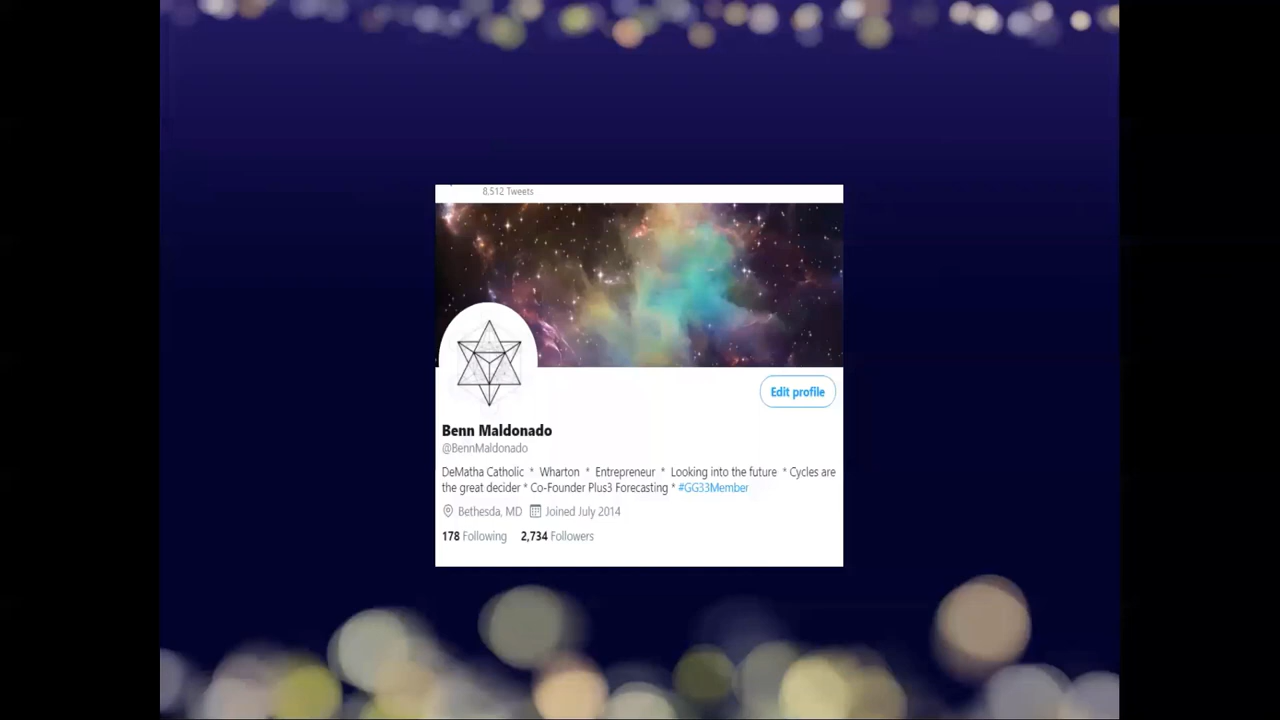 8.512 Tweets
Edit profile
Benn Maldonado
@BennMaldonado
DeMatha Catholic * Wharton * Entrepreneur * Looking into the future * Cycles are
the great decider * Co-Founder Plus3 Forecasting * #GG33Member
Bethesda, MD Joined July 2014
178 Following 2,734 Followers